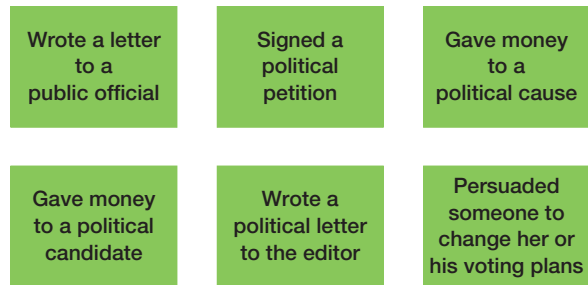 Wrote a letter
to a
public official
Signed a
political
petition
Gave money
to a
political cause
Gave money
to a political
candidate
Wrote a
political letter
to the editor
Persuaded
someone to
change her or
his voting plans